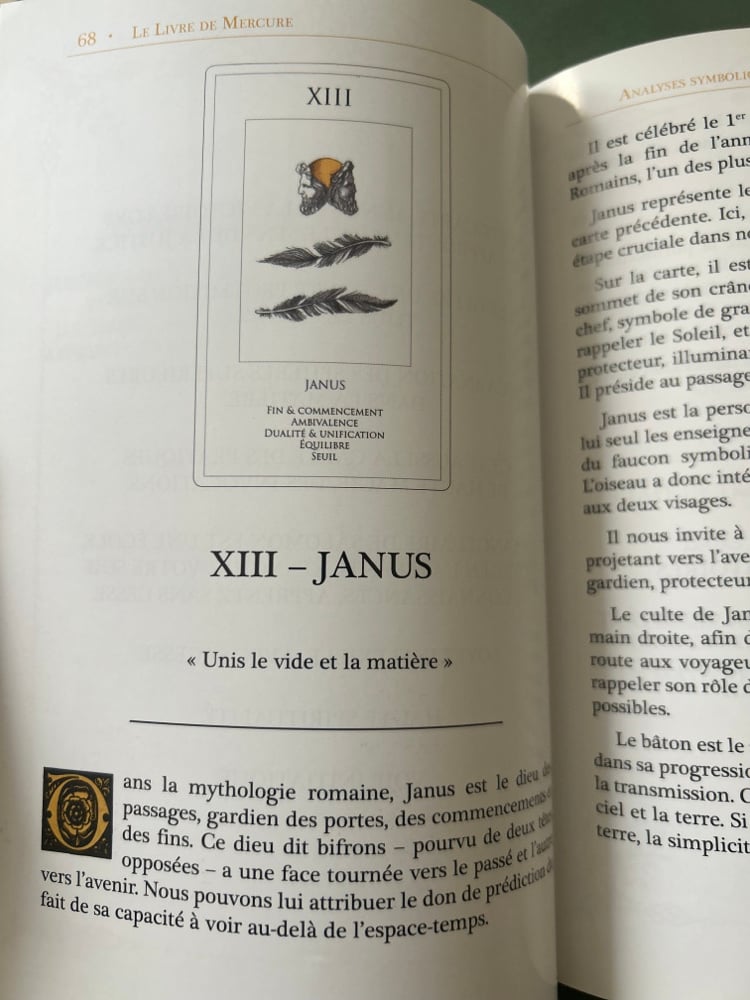 68 • Le Livre de Mercure
XIII
JANUS
Fin & commencement
Ambivalence
Dualité & unification
Équilibre
Seuil
XIII – JANUS
« Unis le vide et la matière »
Dans la mythologie romaine, Janus est le dieu des
passages, gardien des portes, des commencements et
des fins. Ce dieu dit bifrons – pourvu de deux têtes
opposées – a une face tournée vers le passé et l'autre
vers l'avenir. Nous pouvons lui attribuer le don de prédiction du
fait de sa capacité à voir au-delà de l'espace-temps.
Analyses
Il est célébré le 1er
après la fin de l'ann
Romains, l'un des plus
Janus représente le
carte précédente. Ici,
étape cruciale dans no
Sur la carte, il est
sommet de son crân
chef, symbole de gra
rappeler le Soleil, et
protecteur, illumina
Il préside au passage
Janus est la perso
lui seul les enseigne
du faucon symboli
L'oiseau a donc inté
aux deux visages.
Il nous invite à
projetant vers l'ave
gardien, protecteur
Le culte de Jan
main droite, afin d
route aux voyageu
rappeler son rôle d
possibles.
Le bâton est le
dans sa progressio
la transmission. C
ciel et la terre. Si
terre, la simplicit